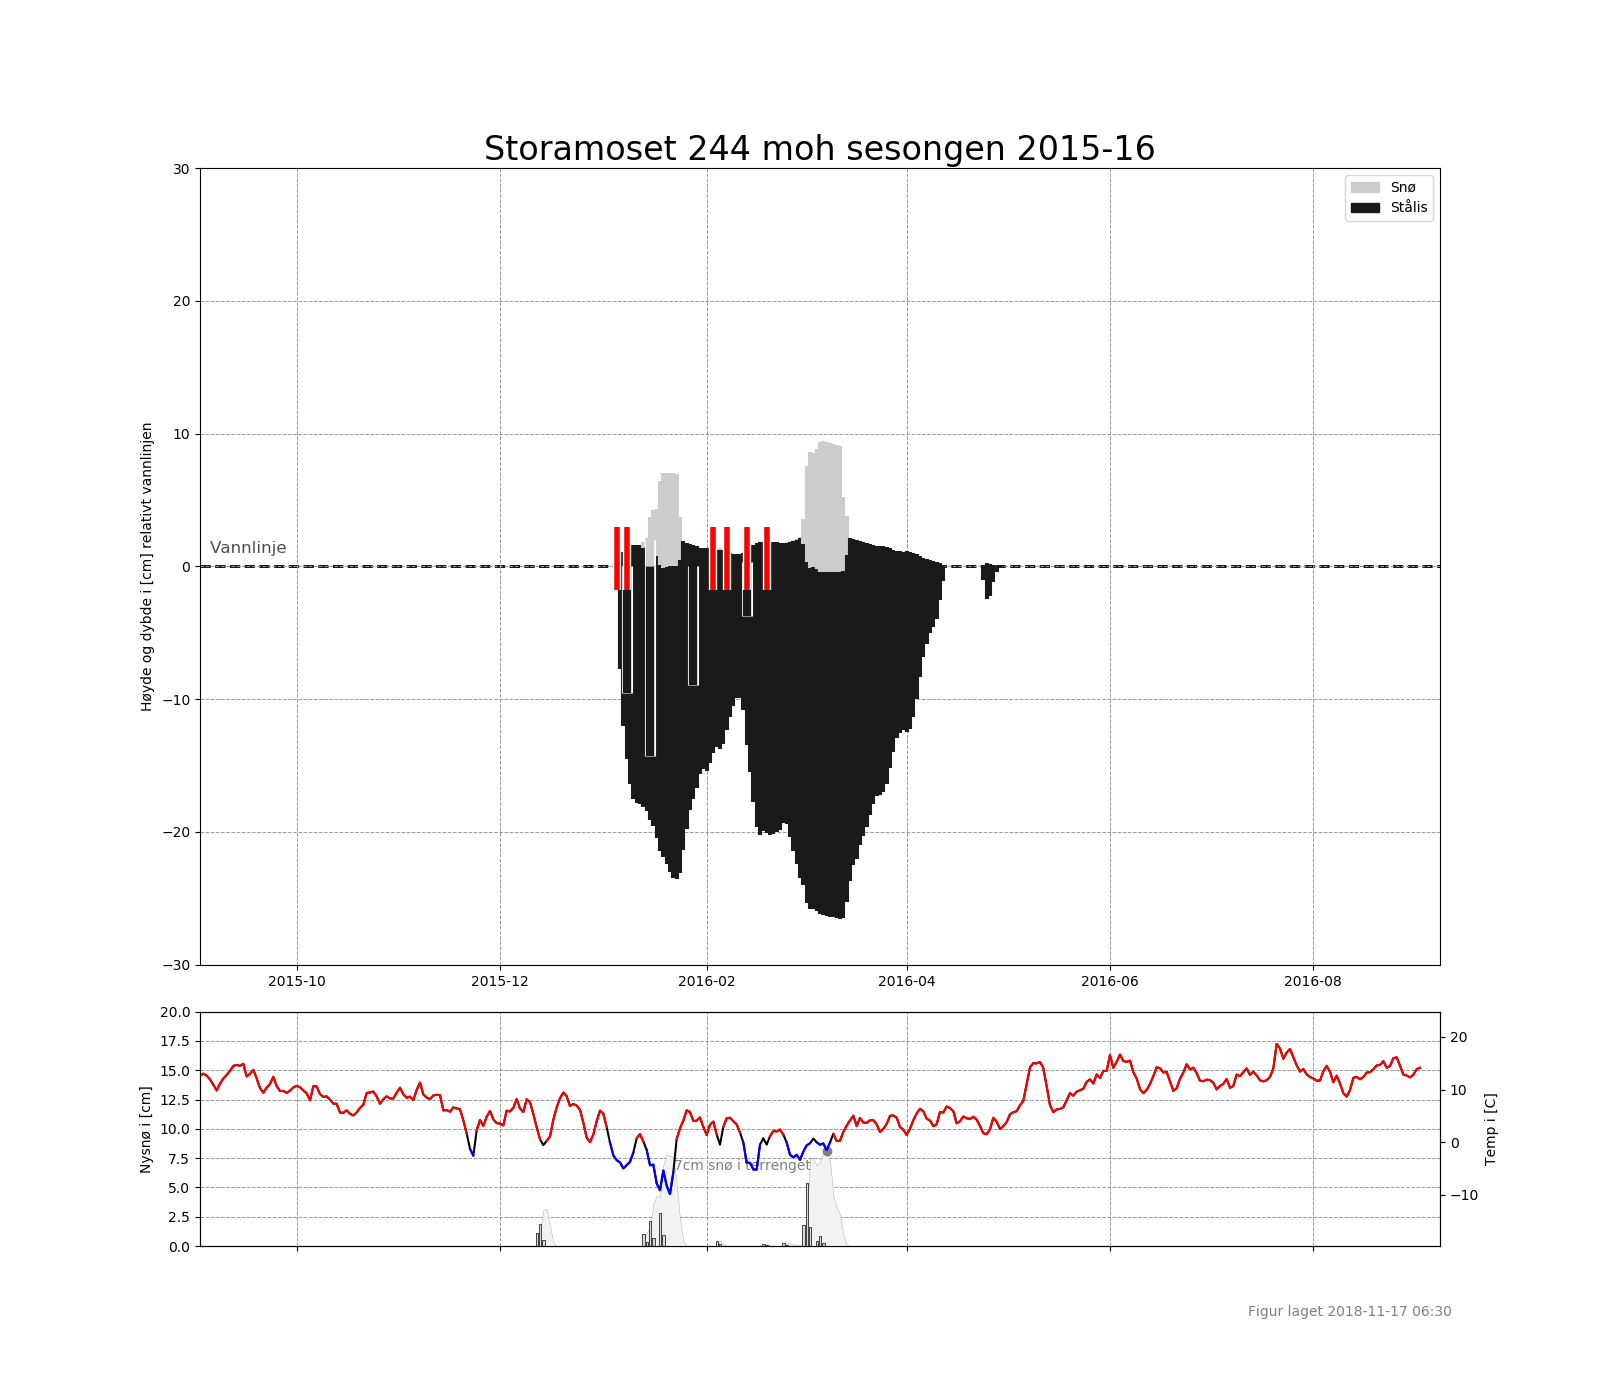 Storamoset 244 moh sesongen 2015-16
30
20
10
0
−10
−20
−30
Høyde og dybde i [cm] relativt vannlinjen
Snø
Stålis
Vannlinje
2015-10
2015-12
2016-02
2016-04
2016-06
2016-08
20.0
17.5
15.0
12.5
10.0
7.5
5.0
2.5
0.0
Nysnø i [cm]
20
10
0
−10
Temp i [C]
7cm snø i terrenget
Figur laget 2018-11-17 06:30